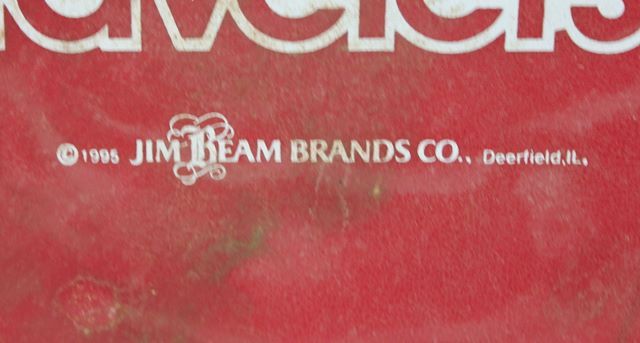 © 1995 JIM BEAM BRANDS CO., Deerfield, IL.